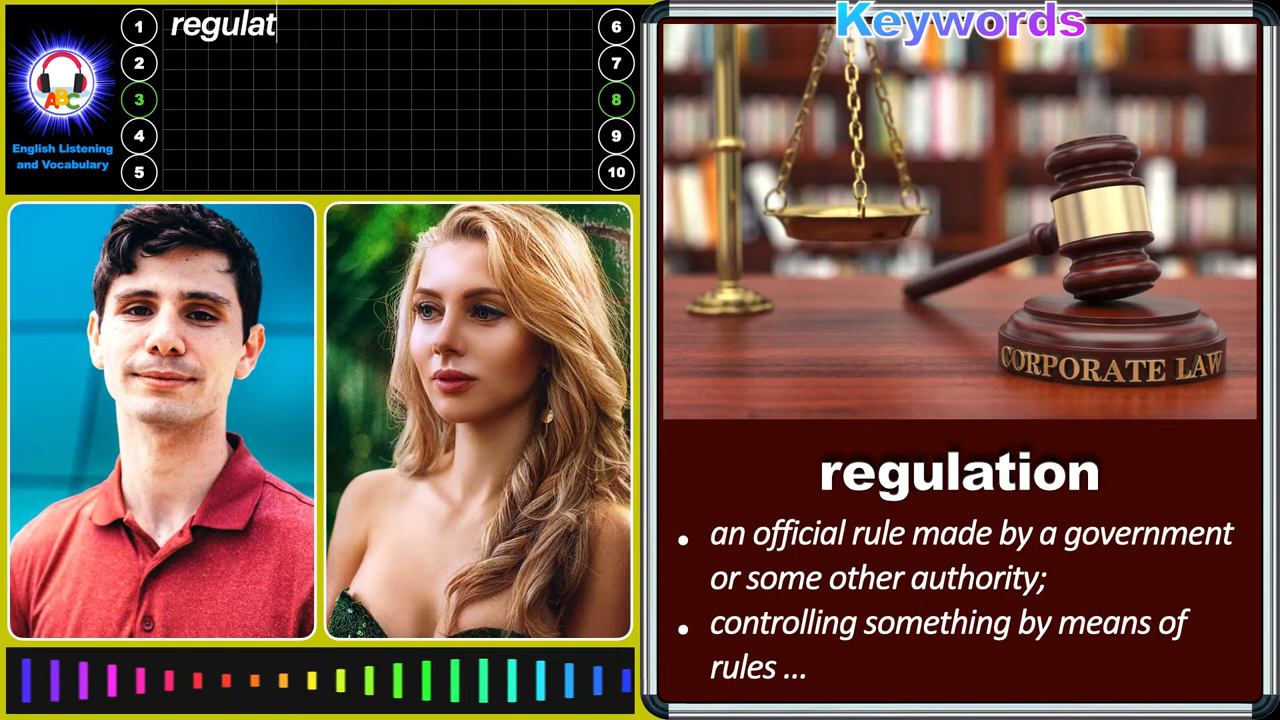 ABC
English Listening
and Vocabulary
1
2
3
4
5
regulat
6
7
8
9
10
Keywords
CORPORATE LAW
regulation
• an official rule made by a government
or some other authority;
• controlling something by means of
rules ...